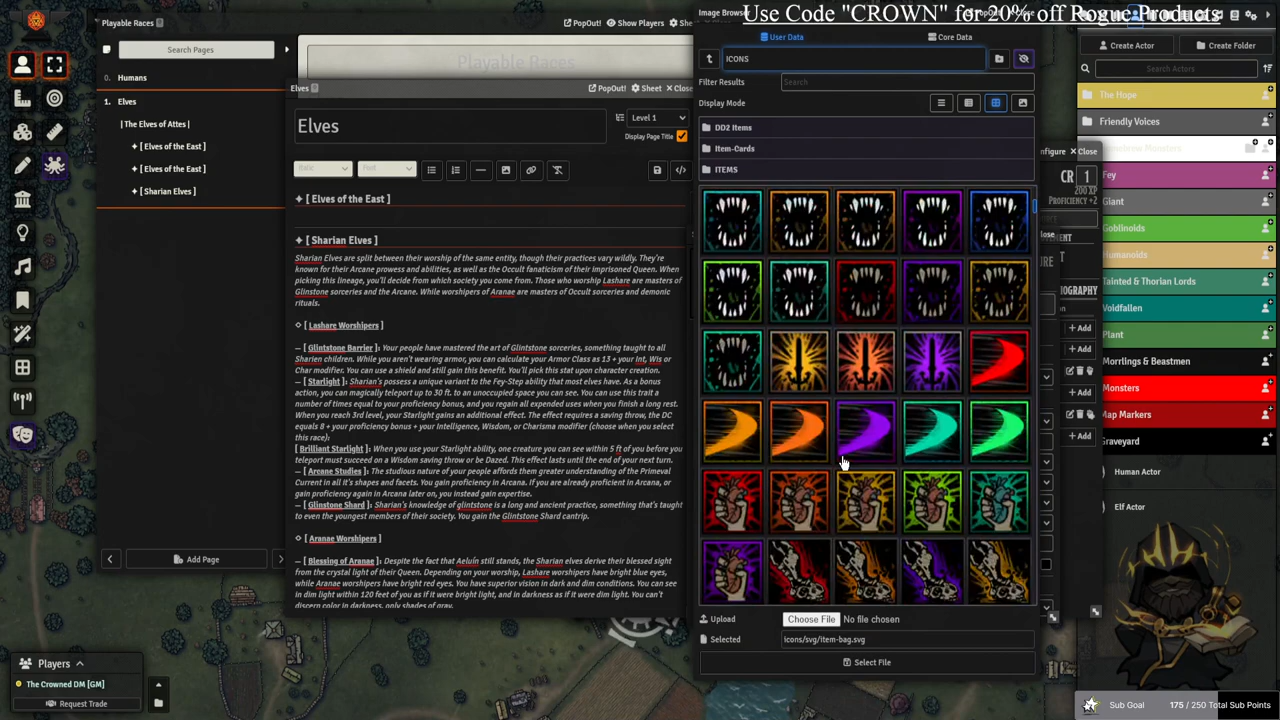 Use Code "CROWN" for 20% off Rogue Products
Playable Races
PopOut!
Show Players
Search Pages
0. Humans
1. Elves
| The Elves of Attes |
✦ [ Elves of the East ]
✦ [ Elves of the East ]
✦ [ Sharian Elves ]
Add Page
Playable Races
Elves
PopOut!
Sheet
Close
Elves
Level 1
Display Page Title
✦ [ Elves of the East ]
✦ [ Sharian Elves ]
Sharian Elves are split between their worship of the same entity, though their practices vary wildly. They're
known for their Arcane prowess and abilities, as well as the Occult fanaticism of their imprisoned Queen. When
picking this lineage, you'll decide from which society you come from. Those who worship Lashare are masters of
Glinstone sorceries and the Arcane. While worshipers of Aranae are masters of Occult sorceries and demonic
rituals.
◇ [ Lashare Worshipers ]
— [ Glintstone Barrier ]: Your people have mastered the art of Glintstone sorceries, something taught to all
Sharien children. While you aren't wearing armor, you can calculate your Armor Class as 13 + your Int, Wis or
Char modifier. You can use a shield and still gain this benefit. You'll pick this stat upon character creation.
— [ Starlight ]: Sharian's possess a unique variant to the Fey-Step ability that most elves have. As a bonus
action, you can magically teleport up to 30 ft. to an unoccupied space you can see. You can use this trait a
number of times equal to your proficiency bonus, and you regain all expended uses when you finish a long rest.
When you reach 3rd level, your Starlight gains an additional effect. The effect requires a saving throw, the DC
equals 8 + your proficiency bonus + your Intelligence, Wisdom, or Charisma modifier (choose when you select
this race):
[Brilliant Starlight ]: When you use your Starlight ability, one creature you can see within 5 ft of you before you
teleport must succeed on a Wisdom saving throw or be Dazed. This effect lasts until the end of your next turn.
— [ Arcane Studies ]: The studious nature of your people affords them greater understanding of the Primeval
Current in all it's shapes and facets. You gain proficiency in Arcana. If you are already proficient in Arcana, or
gain proficiency again in Arcana later on, you instead gain expertise.
— [ Glinstone Shard ]: Sharian's knowledge of glintstone is a long and ancient practice, something that's taught
to even the youngest members of their society. You gain the Glintstone Shard cantrip.
◇ [ Aranae Worshipers ]
— [ Blessing of Aranae ]: Despite the fact that Aeluin still stands, the Sharian elves derive their blessed sight
from the crystal light of their Queen. Depending on your worship, Lashare worshipers have bright blue eyes,
while Aranae worshipers have bright red eyes. You have superior vision in dark and dim conditions. You can see
in dim light within 120 feet of you as if it were bright light, and in darkness as if it were dim light. You can't
discern color in darkness, only shades of gray.
User Data
Core Data
ICONS
Filter Results
Search
Display Mode
DD2 Items
Item-Cards
ITEMS
Upload
Choose File
No file chosen
Selected
icons/svg/item-bag.svg
Select File
Close
CR 1
200 XP
Proficiency +2
+ Add
+ Add
+ Add
+ Add
Create Actor
Create Folder
Search Actors
The Hope
Friendly Voices
Fey
Giant
Goblinoids
Humanoids
Tainted & Thorian Lords
Voldfallen
Plant
Morrlings & Beastmen
Monsters
Map Markers
Graveyard
Human Actor
Elf Actor
Players
The Crowned DM [GM]
Request Trade
Sub Goal
175 / 250 Total Sub Points